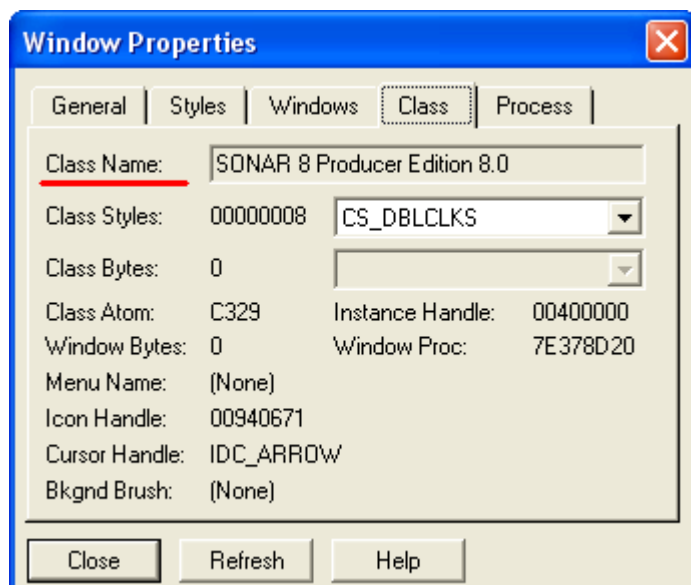 Window Properties
General Styles Windows Class Process
Class Name: SONAR 8 Producer Edition 8.0
Class Styles: 00000008 CS_DBLCLKS
Class Bytes: 0
Class Atom: C329 Instance Handle: 00400000
Window Bytes: 0 Window Proc: 7E378D20
Menu Name: (None)
Icon Handle: 00940671
Cursor Handle: IDC_ARROW
Bkgnd Brush: (None)
Close Refresh Help